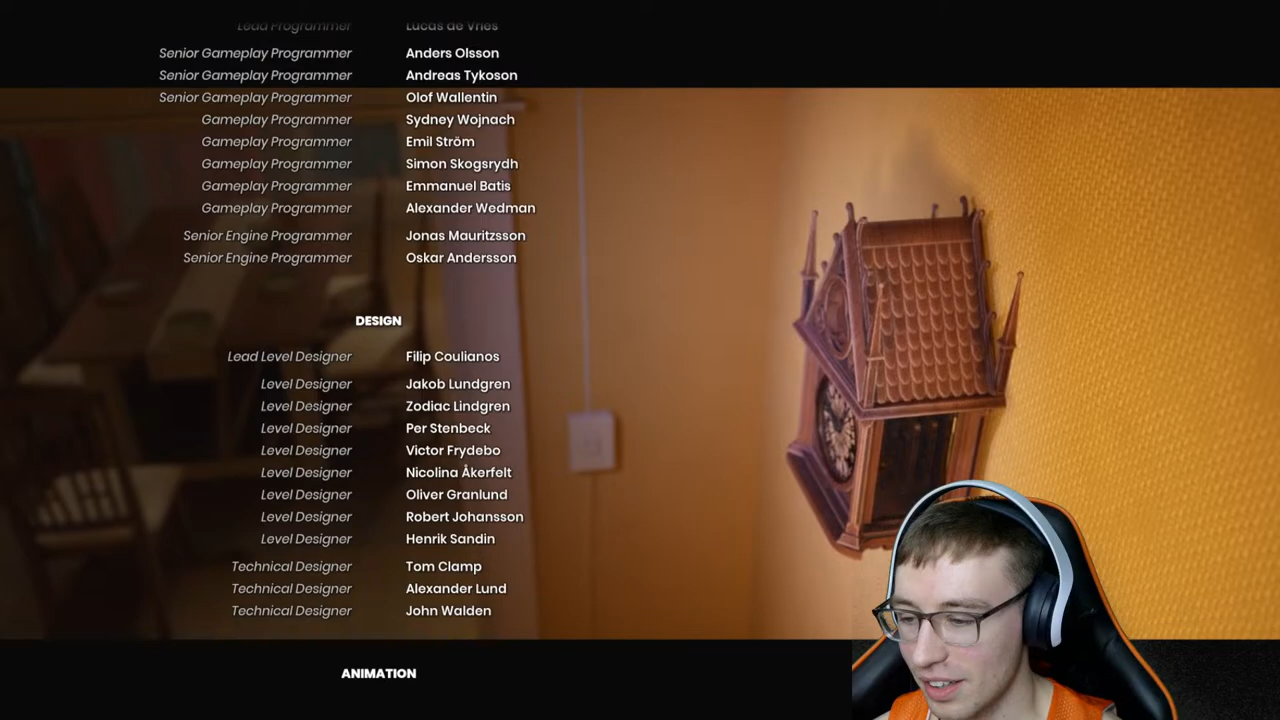 Lead Programmer Lucas de Vries
Senior Gameplay Programmer Anders Olsson
Senior Gameplay Programmer Andreas Tykoson
Senior Gameplay Programmer Olof Wallentin
Gameplay Programmer Sydney Wojnach
Gameplay Programmer Emil Ström
Gameplay Programmer Simon Skogsrydh
Gameplay Programmer Emmanuel Batis
Gameplay Programmer Alexander Wedman
Senior Engine Programmer Jonas Mauritzsson
Senior Engine Programmer Oskar Andersson
DESIGN
Lead Level Designer Filip Coulianos
Level Designer Jakob Lundgren
Level Designer Zodiac Lindgren
Level Designer Per Stenbeck
Level Designer Victor Frydebo
Level Designer Nicolina Åkerfelt
Level Designer Oliver Granlund
Level Designer Robert Johansson
Level Designer Henrik Sandin
Technical Designer Tom Clamp
Technical Designer Alexander Lund
Technical Designer John Walden
ANIMATION